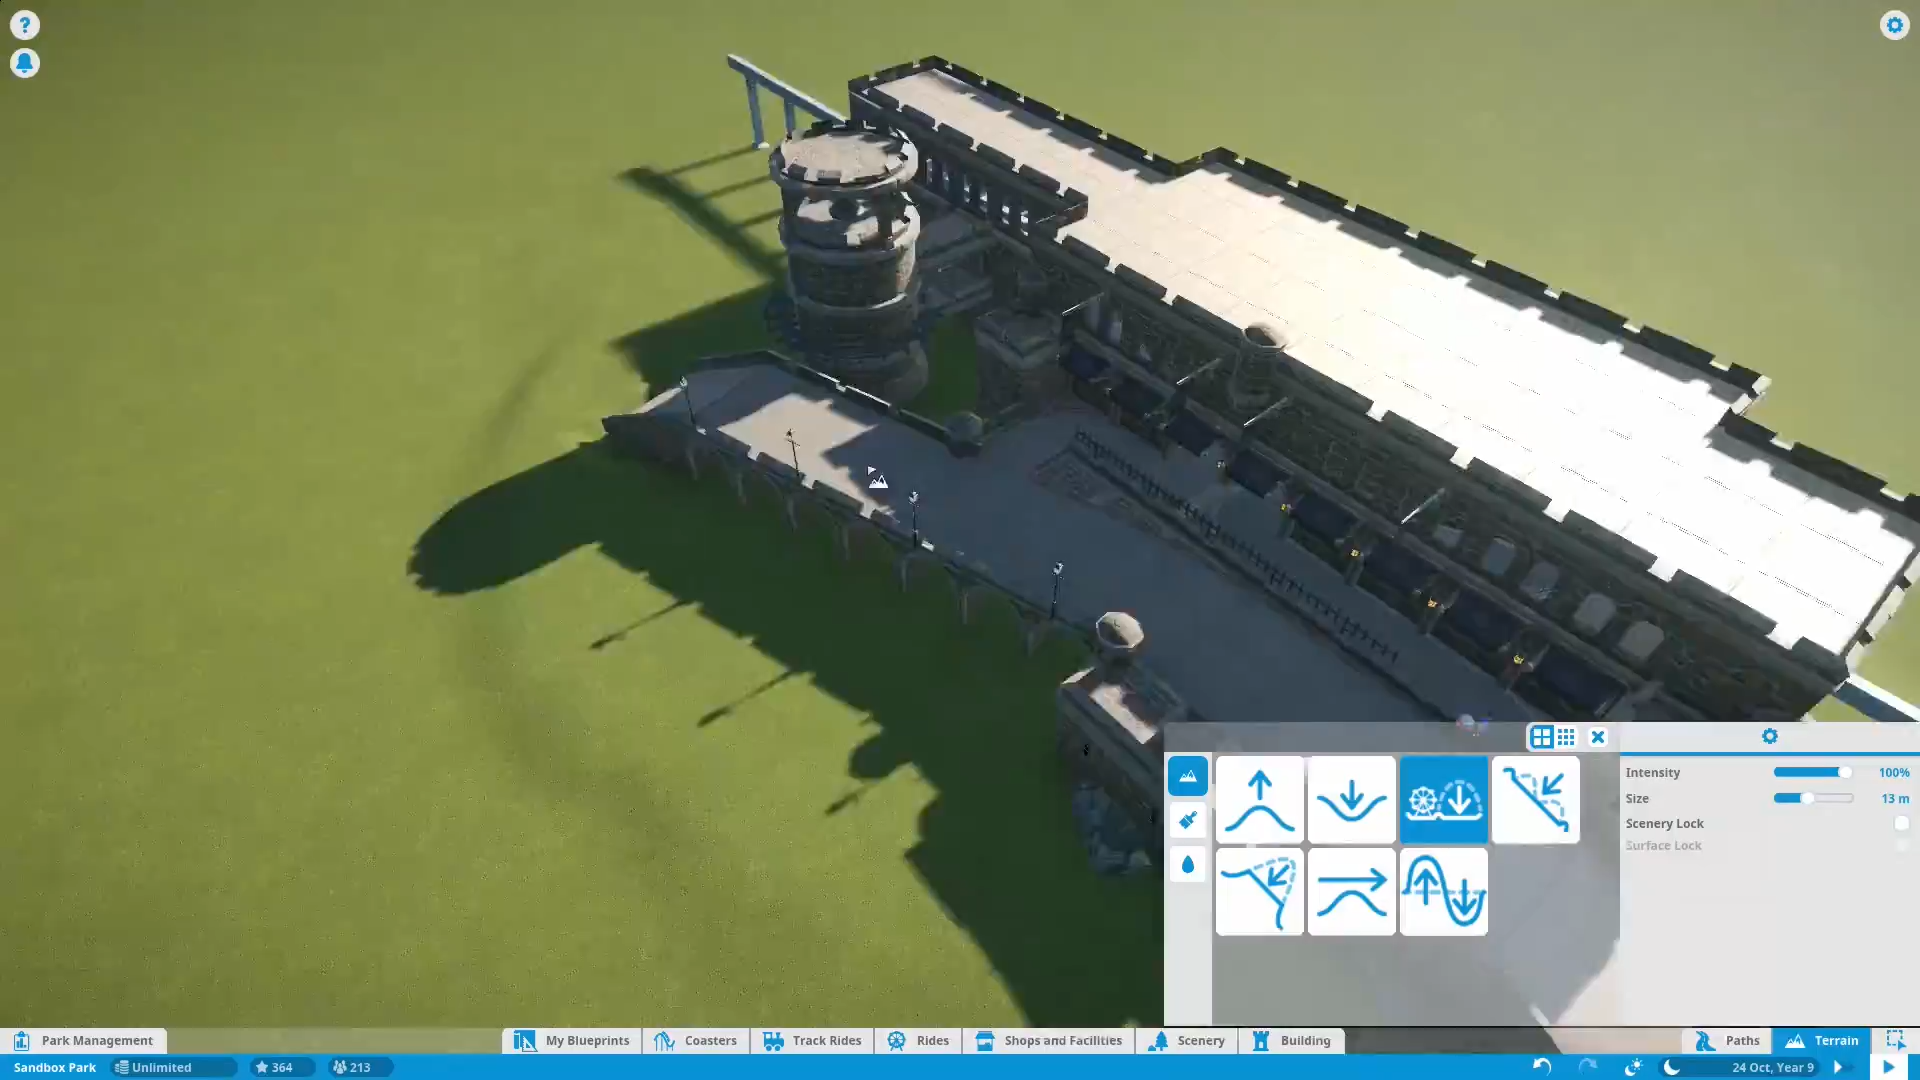 ?
Intensity 100%
Size 13 m
Scenery Lock
Surface Lock
Park Management
My Blueprints
Coasters
Track Rides
Rides
Shops and Facilities
Scenery
Building
Paths
Terrain
Sandbox Park
Unlimited
364
213
24 Oct, Year 9